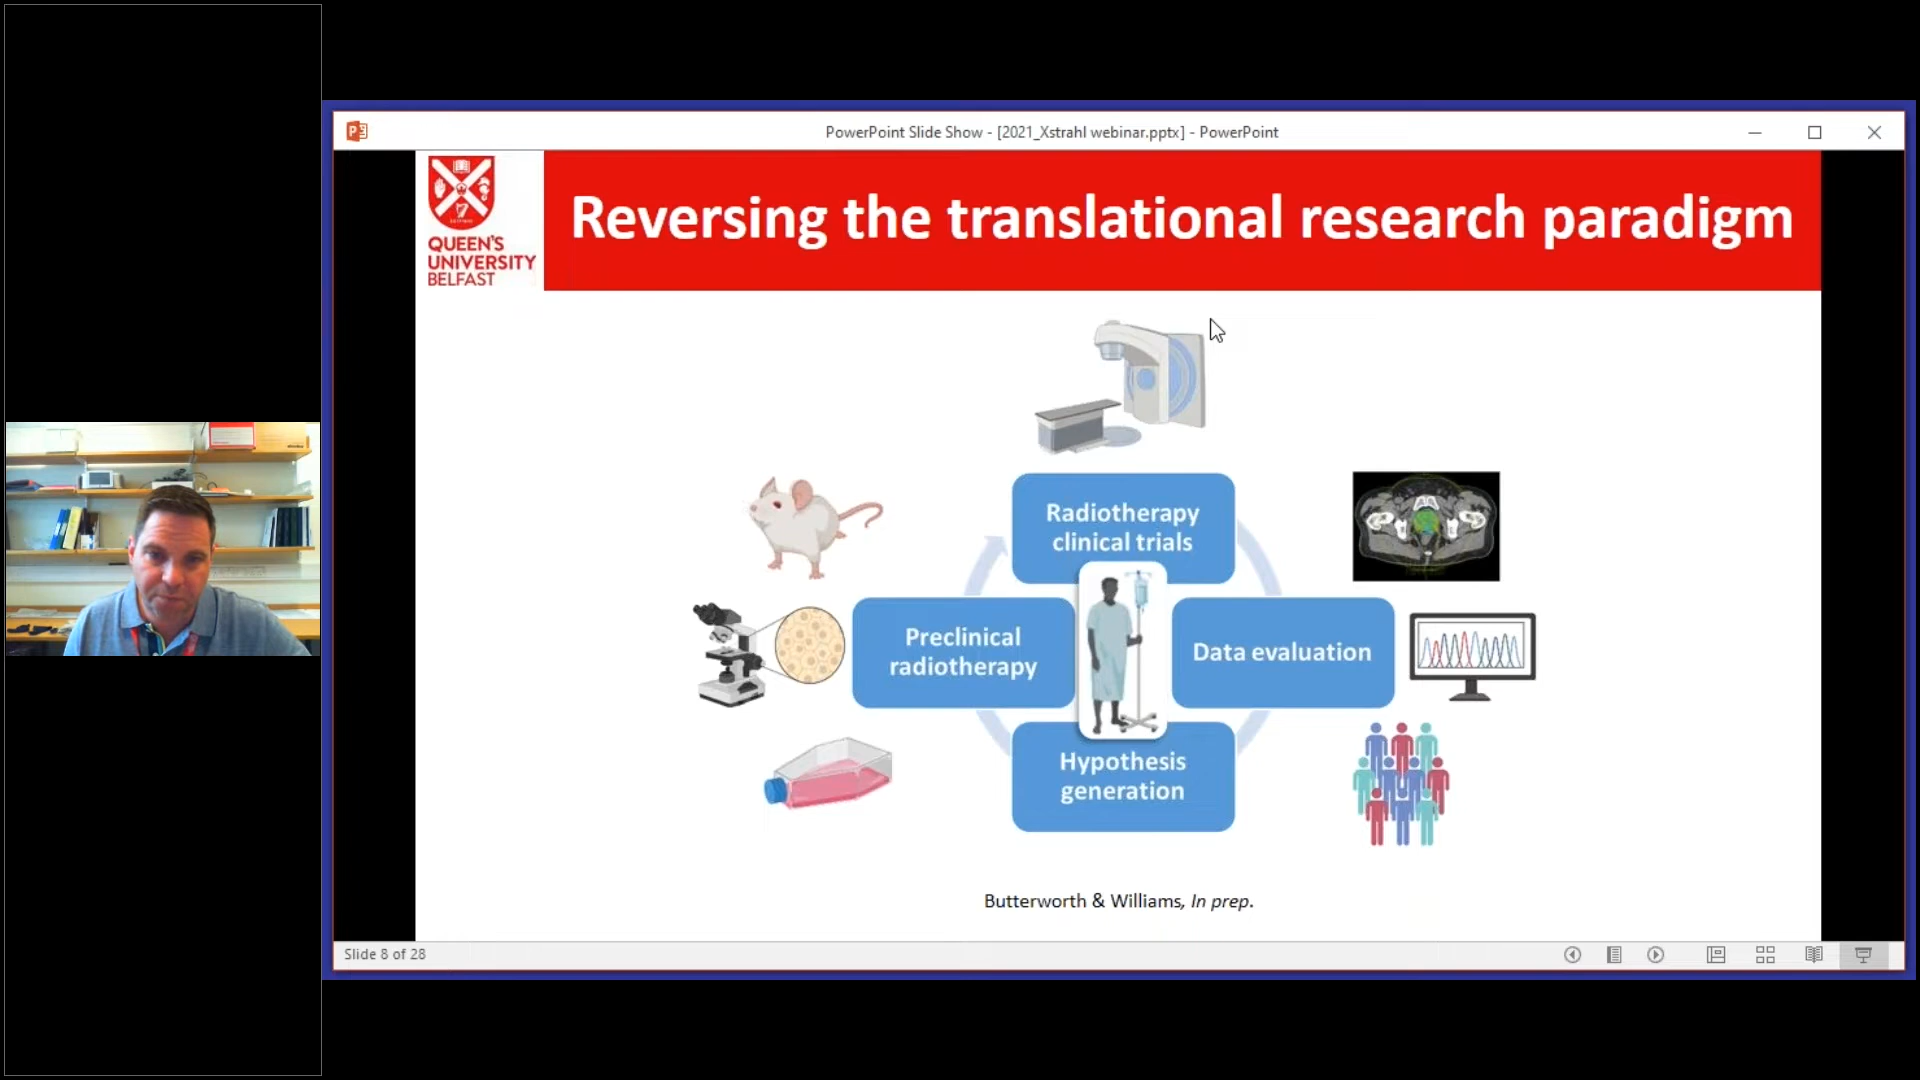 PowerPoint Slide Show - [2021_Xstrahl webinar.pptx] - PowerPoint
QUEEN'S
UNIVERSITY
BELFAST
Reversing the translational research paradigm
Radiotherapy
clinical trials
Preclinical
radiotherapy
Data evaluation
Hypothesis
generation
Butterworth & Williams, In prep.
Slide 8 of 28